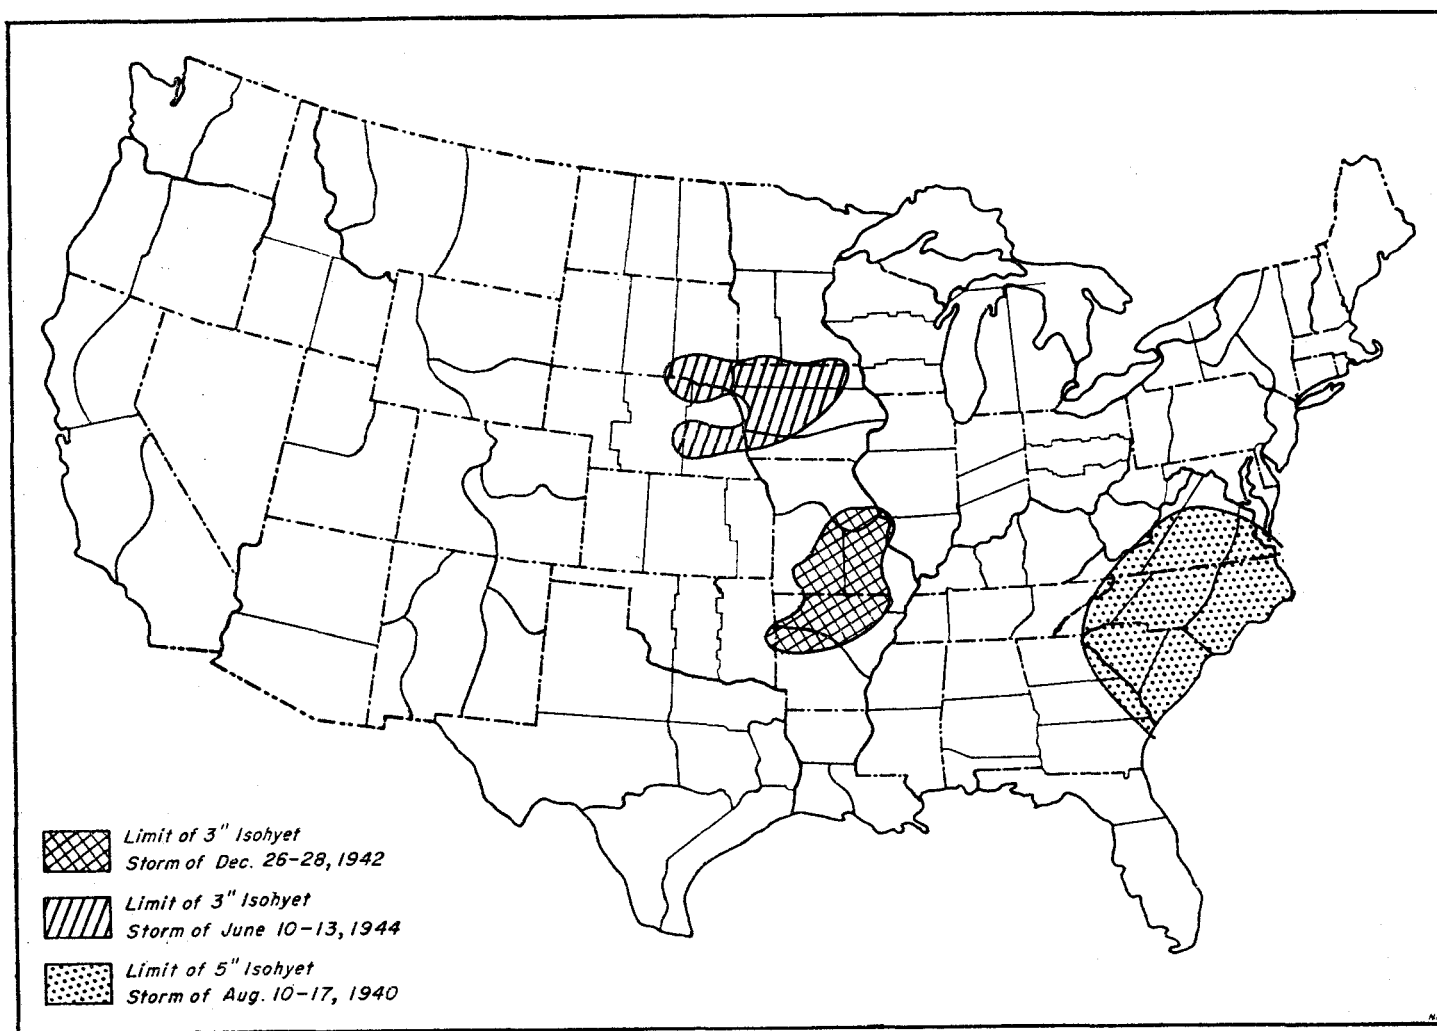 Limit of 3" Isohyet
Storm of Dec. 26-28, 1942
Limit of 3" Isohyet
Storm of June 10-13, 1944
Limit of 5" Isohyet
Storm of Aug. 10-17, 1940